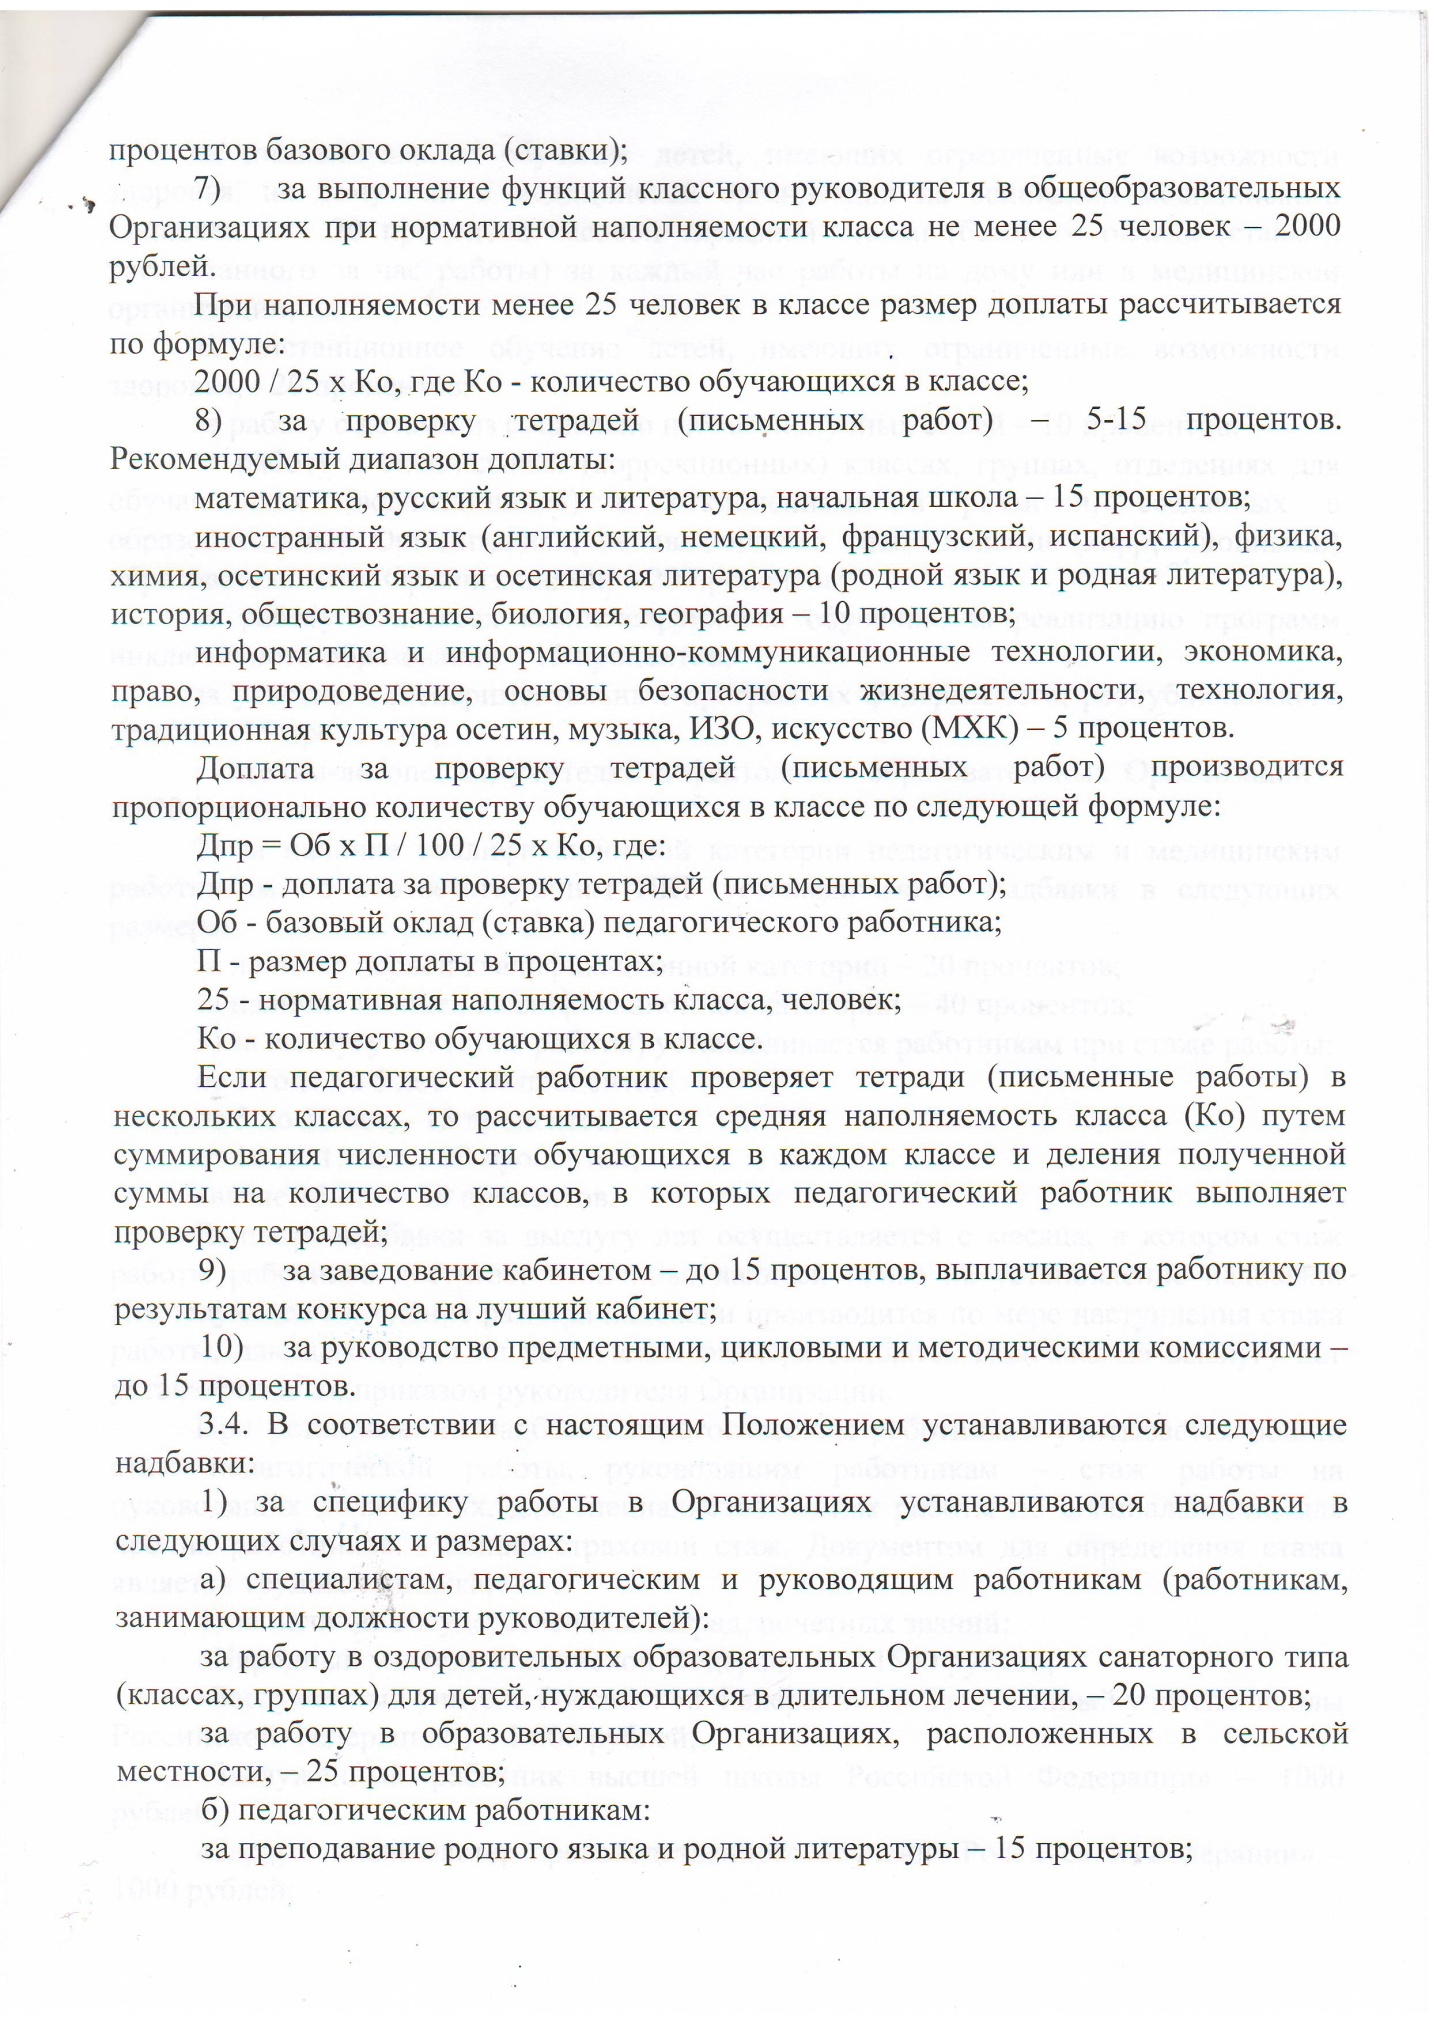 процентов базового оклада (ставки);
7) за выполнение функций классного руководителя в общеобразовательных
Организациях при нормативной наполняемости класса не менее 25 человек – 2000
рублей.
При наполняемости менее 25 человек в классе размер доплаты рассчитывается
по формуле:
2000 / 25 х Ко, где Ко - количество обучающихся в классе;
8) за проверку тетрадей (письменных работ) – 5-15 процентов.
Рекомендуемый диапазон доплаты:
математика, русский язык и литература, начальная школа – 15 процентов;
иностранный язык (английский, немецкий, французский, испанский), физика,
химия, осетинский язык и осетинская литература (родной язык и родная литература),
история, обществознание, биология, география – 10 процентов;
информатика и информационно-коммуникационные технологии, экономика,
право, природоведение, основы безопасности жизнедеятельности, технология,
традиционная культура осетин, музыка, ИЗО, искусство (МХК) – 5 процентов.
Доплата за проверку тетрадей (письменных работ) производится
пропорционально количеству обучающихся в классе по следующей формуле:
Дпр = Об х П / 100 / 25 х Ко, где:
Дпр - доплата за проверку тетрадей (письменных работ);
Об - базовый оклад (ставка) педагогического работника;
П - размер доплаты в процентах;
25 - нормативная наполняемость класса, человек;
Ко - количество обучающихся в классе.
Если педагогический работник проверяет тетради (письменные работы) в
нескольких классах, то рассчитывается средняя наполняемость класса (Ко) путем
суммирования численности обучающихся в каждом классе и деления полученной
суммы на количество классов, в которых педагогический работник выполняет
проверку тетрадей;
9) за заведование кабинетом – до 15 процентов, выплачивается работнику по
результатам конкурса на лучший кабинет;
10) за руководство предметными, цикловыми и методическими комиссиями –
до 15 процентов.
3.4. В соответствии с настоящим Положением устанавливаются следующие
надбавки:
1) за специфику работы в Организациях устанавливаются надбавки в
следующих случаях и размерах:
а) специалистам, педагогическим и руководящим работникам (работникам,
занимающим должности руководителей):
за работу в оздоровительных образовательных Организациях санаторного типа
(классах, группах) для детей, нуждающихся в длительном лечении, – 20 процентов;
за работу в образовательных Организациях, расположенных в сельской
местности, – 25 процентов;
б) педагогическим работникам:
за преподавание родного языка и родной литературы – 15 процентов;